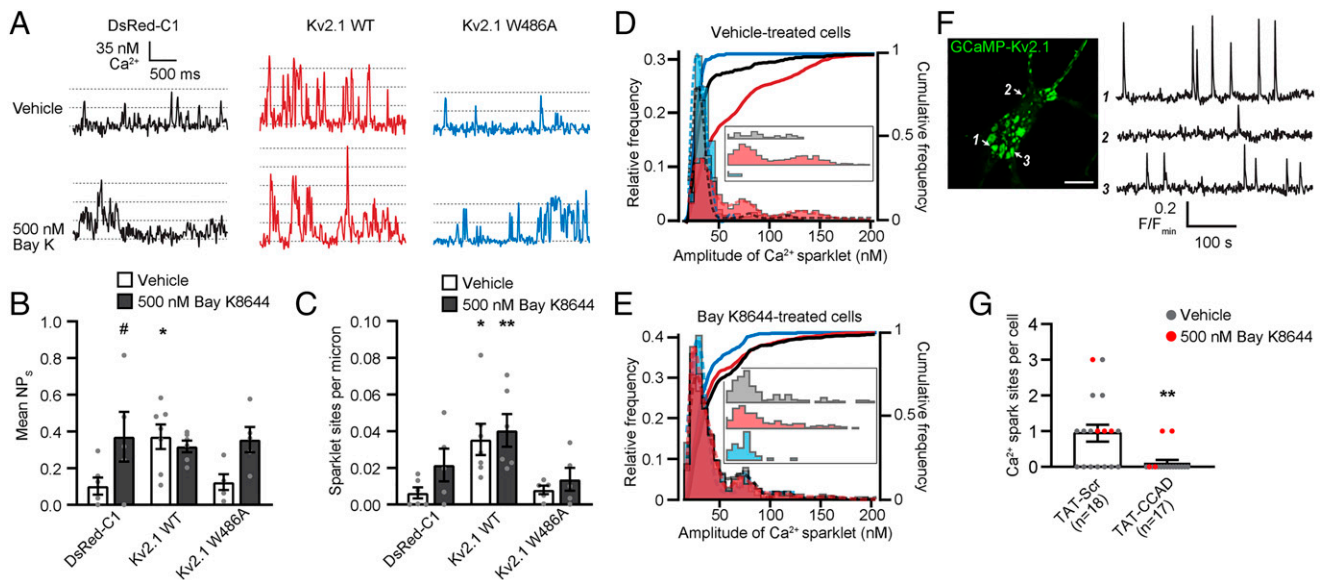 A
DsRed-C1
Kv2.1 WT
Kv2.1 W486A
35 nM
Ca²⁺
500 ms
Vehicle
500 nM
Bay K
B
Vehicle
500 nM Bay K8644
Mean NPₛ
1.0
0.8
0.6
0.4
0.2
0.0
#
*
DsRed-C1
Kv2.1 WT
Kv2.1 W486A
C
Vehicle
500 nM Bay K8644
Sparklet sites per micron
0.10
0.08
0.06
0.04
0.02
0.00
*
**
DsRed-C1
Kv2.1 WT
Kv2.1 W486A
D
Vehicle-treated cells
Relative frequency
0.3
0.2
0.1
0
1
0.5
0
Cumulative frequency
50
100
150
200
Amplitude of Ca²⁺ sparklet (nM)
E
Bay K8644-treated cells
Relative frequency
0.4
0.3
0.2
0.1
0
1
0.5
0
Cumulative frequency
50
100
150
200
Amplitude of Ca²⁺ sparklet (nM)
F
GCaMP-Kv2.1
2
1
3
1
2
3
0.2
F/Fmin
100 s
G
Vehicle
500 nM Bay K8644
Ca²⁺ spark sites per cell
4
3
2
1
0
**
TAT-Scr
(n=18)
TAT-CCAD
(n=17)